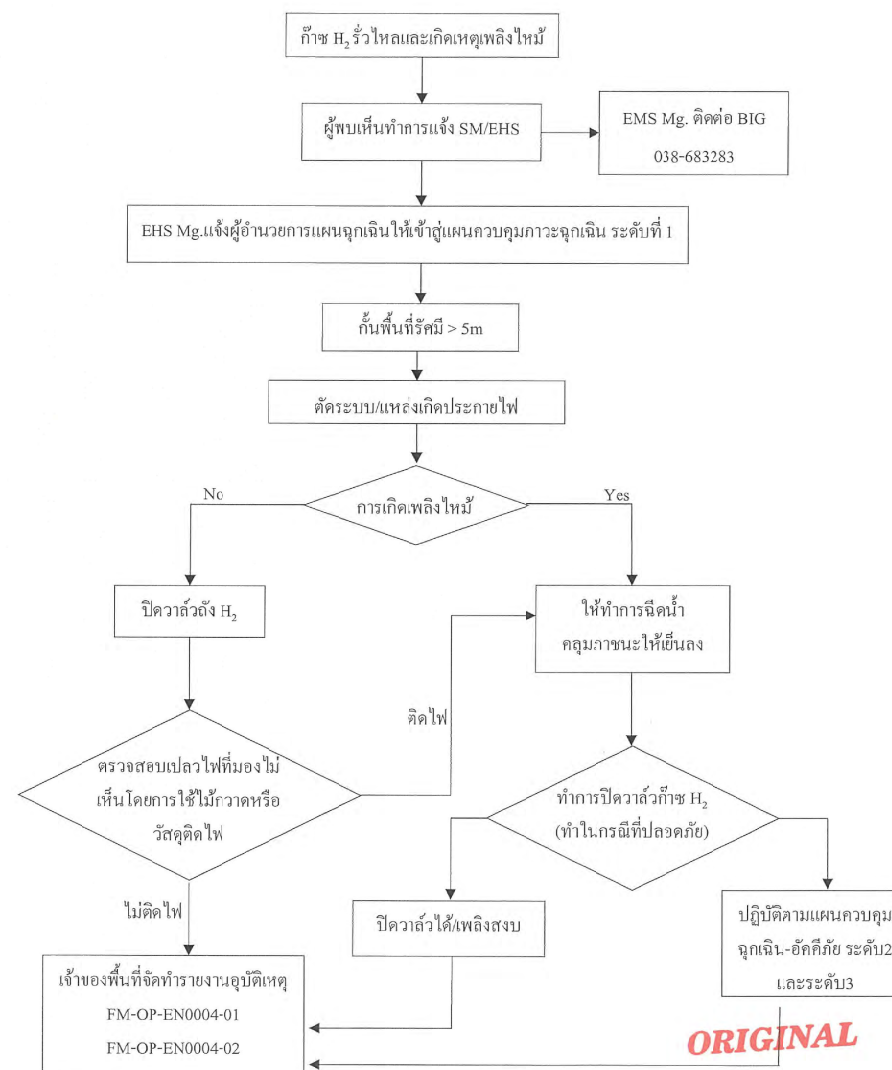 ก๊าซ H₂ รั่วไหลและเกิดเหตุเพลิงไหม้
ผู้พบเห็นทำการแจ้ง SM/EHS
EMS Mg. ติดต่อ BIG
038-683283
EHS Mg.แจ้งผู้อำนวยการแผนฉุกเฉินให้เข้าสู่แผนควบคุมภาวะฉุกเฉิน ระดับที่ 1
กั้นพื้นที่รัศมี > 5m
ตัดระบบ/แหล่งเกิดประกายไฟ
No
Yes
การเกิดเพลิงไหม้
ปิดวาล์วถัง H₂
ให้ทำการฉีดน้ำ
คลุมภาชนะให้เย็นลง
ติดไฟ
ตรวจสอบเปลวไฟที่มองไม่
เห็นโดยการใช้ไม้กวาดหรือ
วัสดุติดไฟ
ทำการปิดวาล์วก๊าซ H₂
(ทำในกรณีที่ปลอดภัย)
ไม่ติดไฟ
ปิดวาล์วได้/เพลิงสงบ
ปฏิบัติตามแผนควบคุม
ฉุกเฉิน-อัคคีภัย ระดับ2
และระดับ3
เจ้าของพื้นที่จัดทำรายงานอุบัติเหตุ
FM-OP-EN0004-01
FM-OP-EN0004-02
ORIGINAL